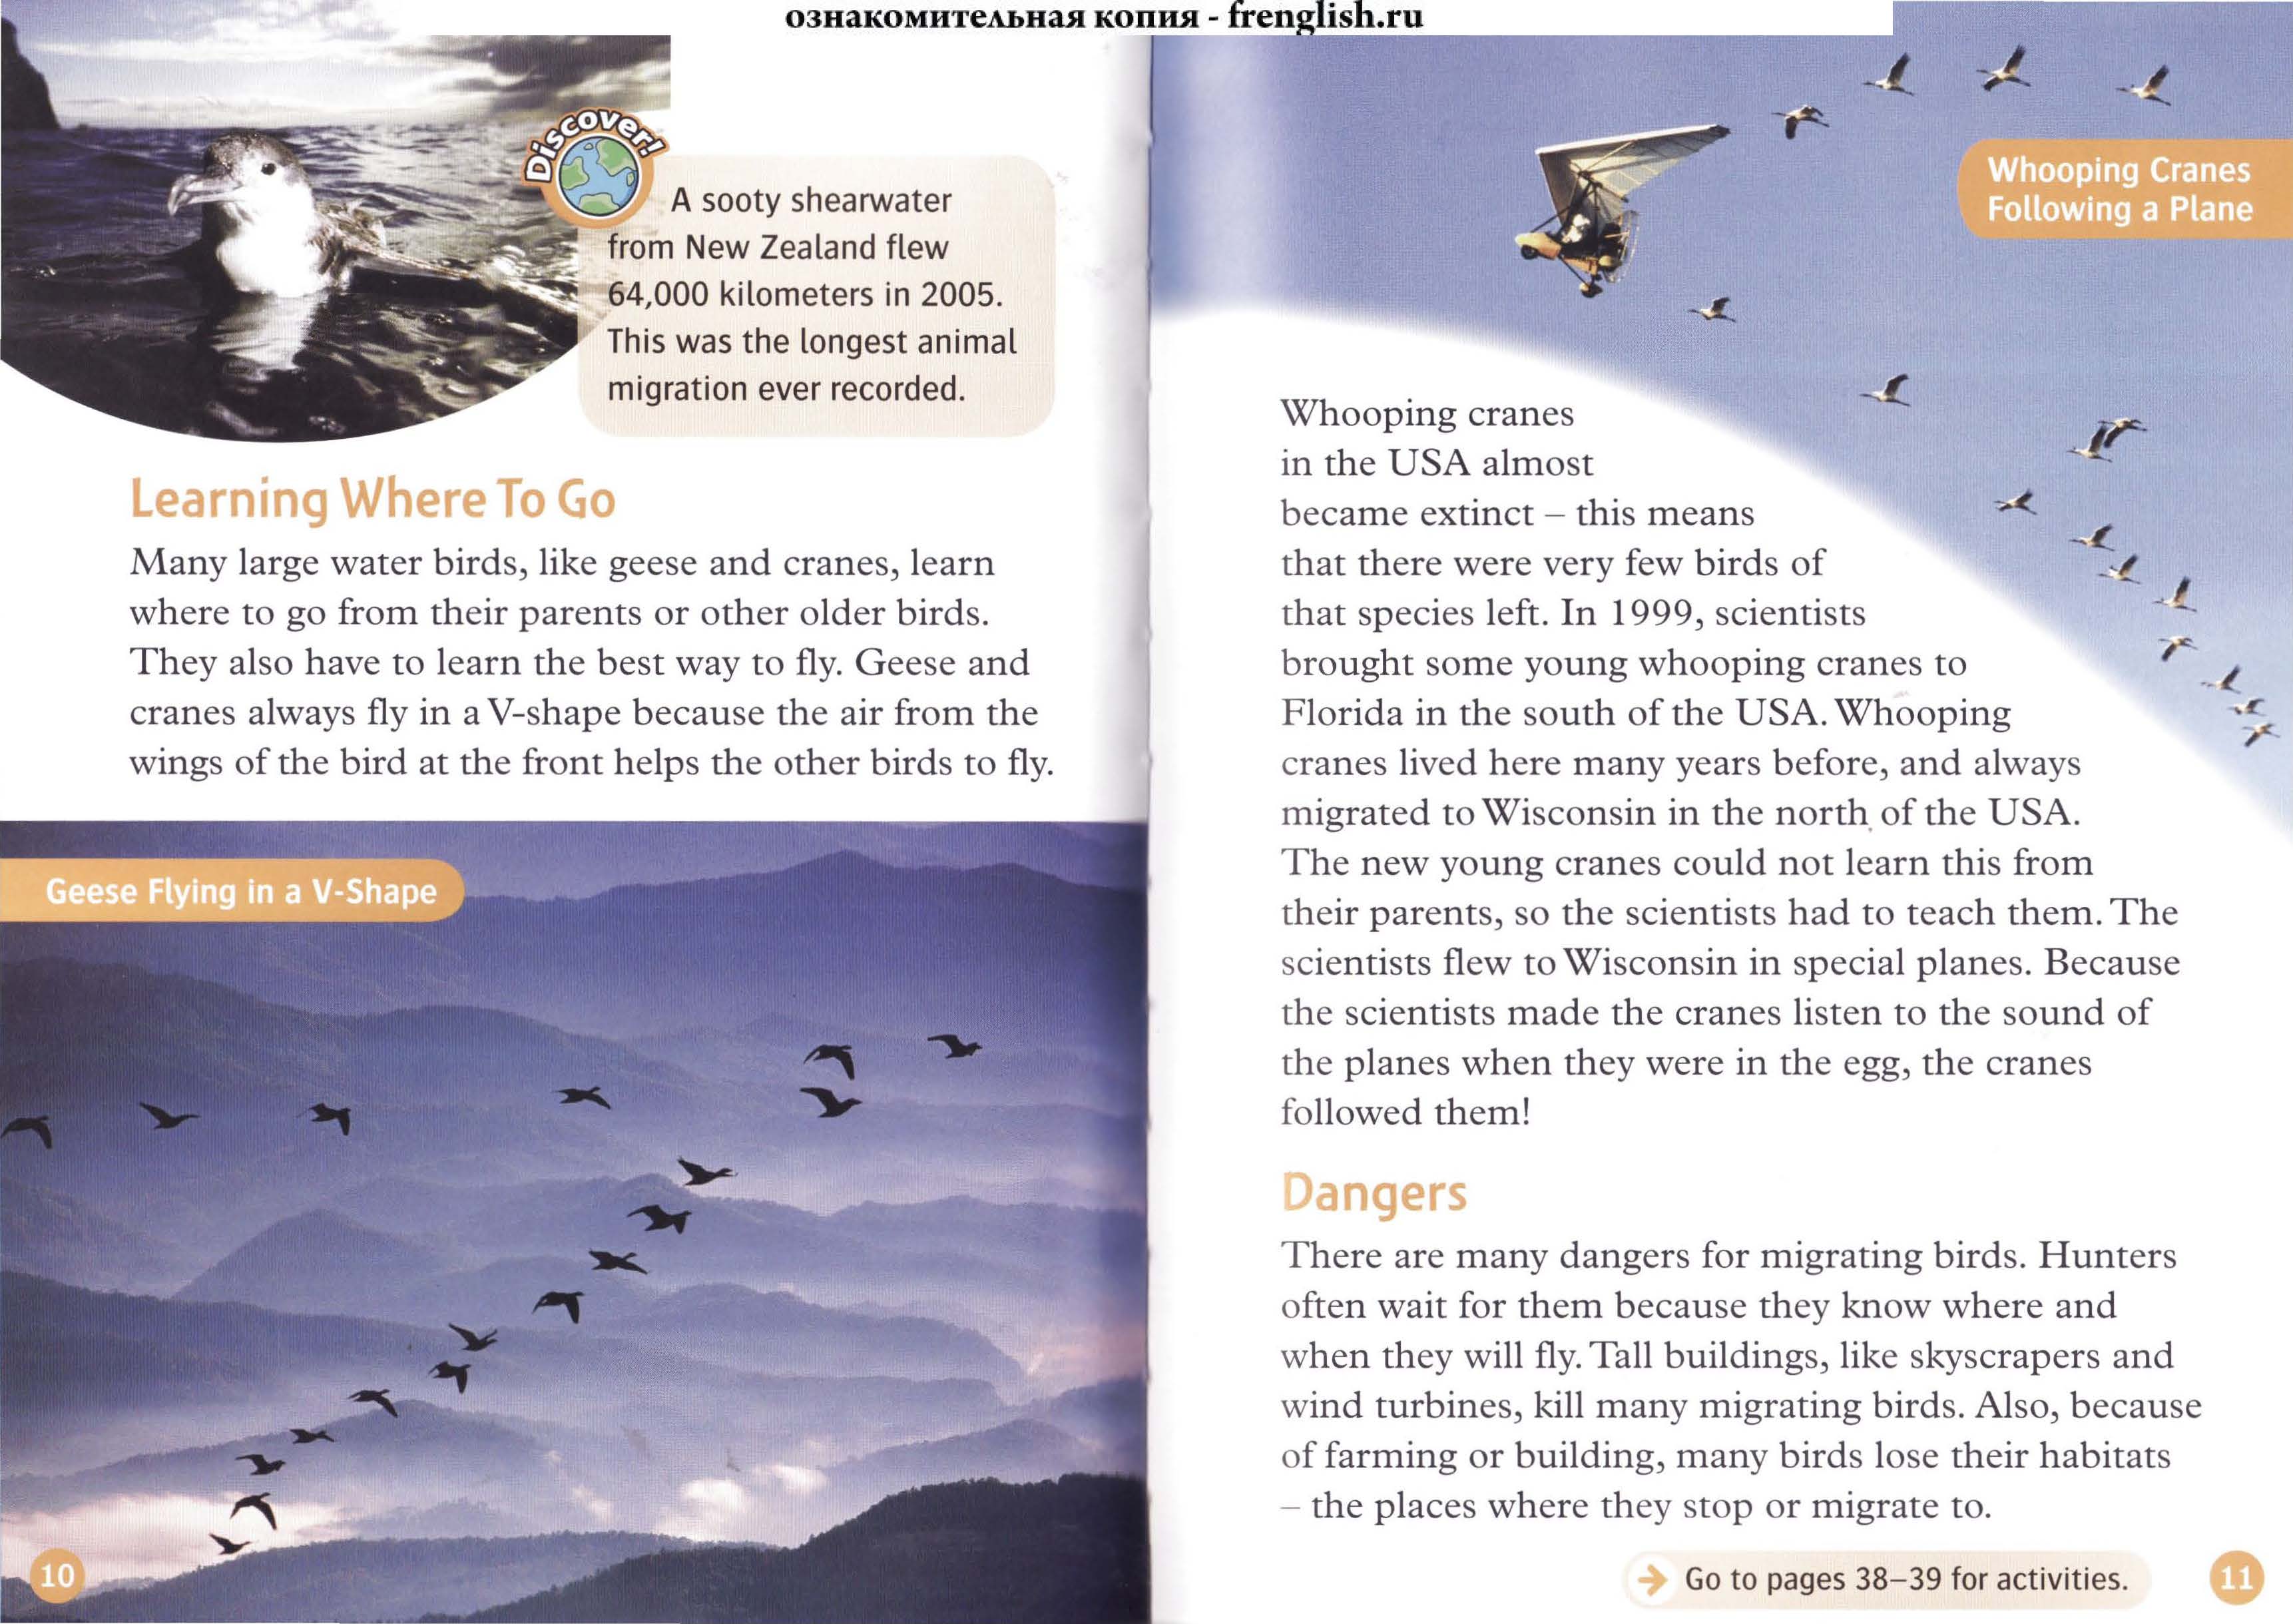 ознакомительная копия - frenglish.ru
Discover!
A sooty shearwater
from New Zealand flew
64,000 kilometers in 2005.
This was the longest animal
migration ever recorded.
Learning Where To Go
Many large water birds, like geese and cranes, learn
where to go from their parents or other older birds.
They also have to learn the best way to fly. Geese and
cranes always fly in a V-shape because the air from the
wings of the bird at the front helps the other birds to fly.
Geese Flying in a V-Shape
10
Whooping Cranes
Following a Plane
Whooping cranes
in the USA almost
became extinct – this means
that there were very few birds of
that species left. In 1999, scientists
brought some young whooping cranes to
Florida in the south of the USA. Whooping
cranes lived here many years before, and always
migrated to Wisconsin in the north of the USA.
The new young cranes could not learn this from
their parents, so the scientists had to teach them. The
scientists flew to Wisconsin in special planes. Because
the scientists made the cranes listen to the sound of
the planes when they were in the egg, the cranes
followed them!
Dangers
There are many dangers for migrating birds. Hunters
often wait for them because they know where and
when they will fly. Tall buildings, like skyscrapers and
wind turbines, kill many migrating birds. Also, because
of farming or building, many birds lose their habitats
– the places where they stop or migrate to.
Go to pages 38–39 for activities.
11